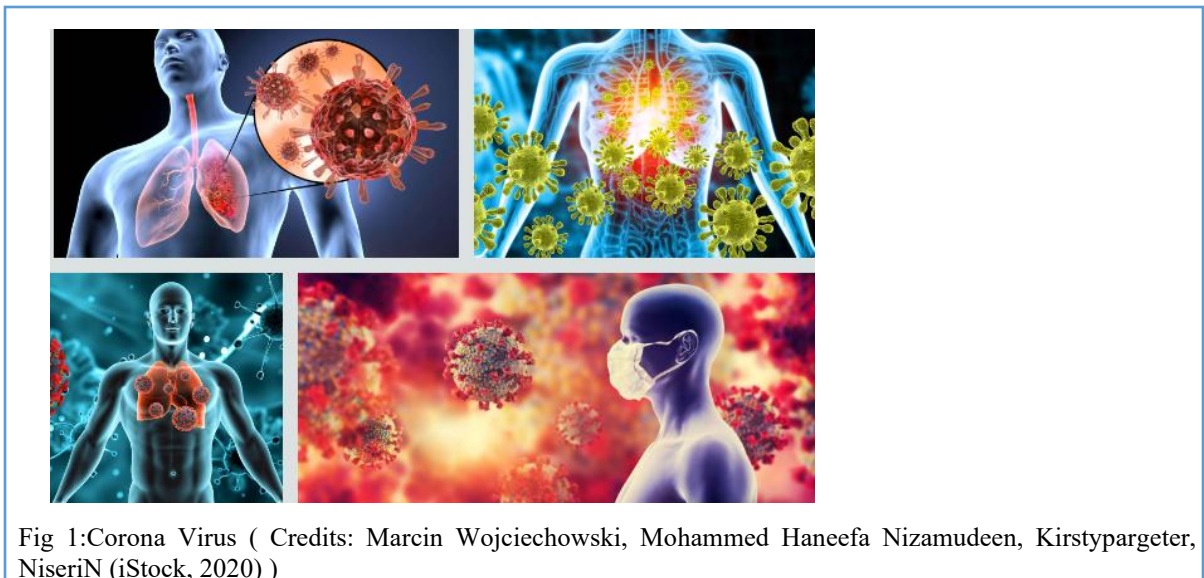 Fig 1:Corona Virus ( Credits: Marcin Wojciechowski, Mohammed Haneefa Nizamudeen, Kirstypargeter,
NiseriN (iStock, 2020) )